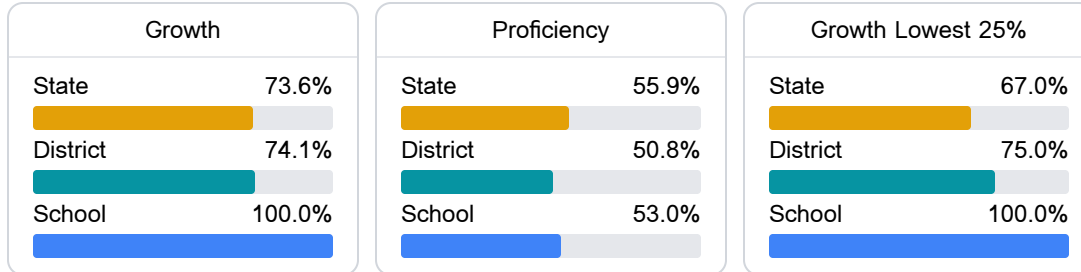 Growth
State 73.6%
District 74.1%
School 100.0%
Proficiency
State 55.9%
District 50.8%
School 53.0%
Growth Lowest 25%
State 67.0%
District 75.0%
School 100.0%